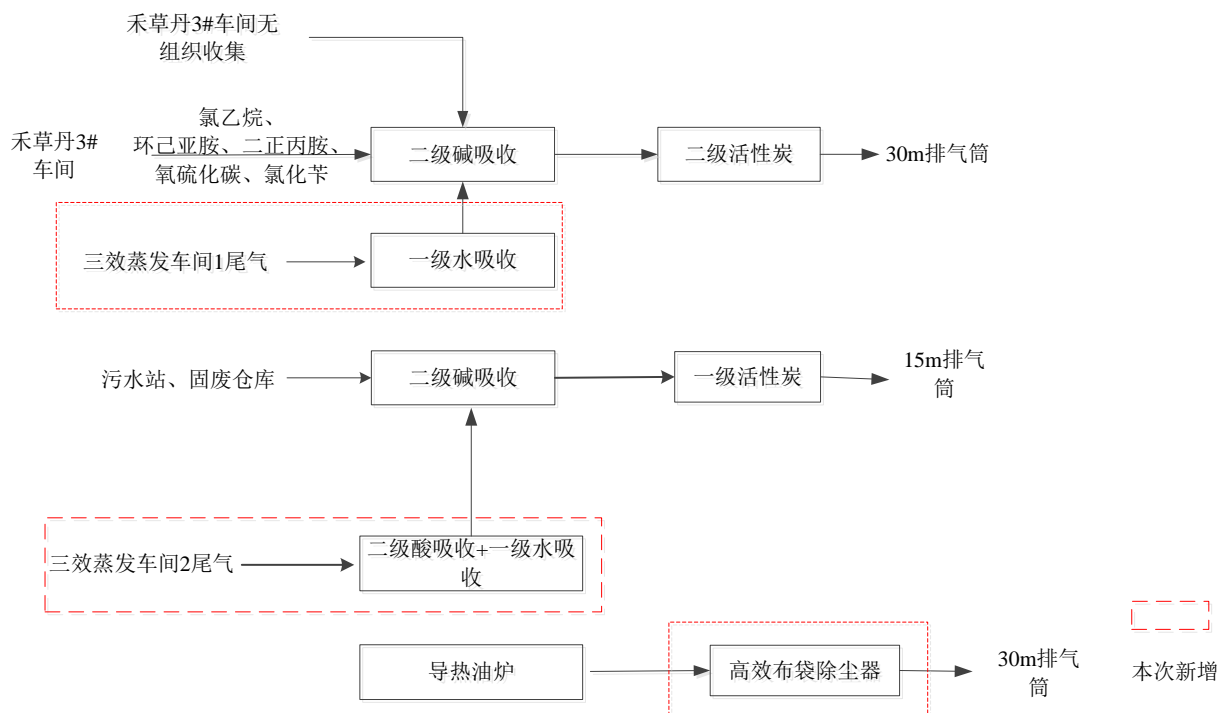 禾草丹3#车间无
组织收集
氯乙烷、
环己亚胺、二正丙胺、
氧硫化碳、氯化苄
禾草丹3#
车间
二级碱吸收
二级活性炭
30m排气筒
三效蒸发车间1尾气
一级水吸收
污水站、固废仓库
二级碱吸收
一级活性炭
15m排气
筒
三效蒸发车间2尾气
二级酸吸收+一级水吸
收
导热油炉
高效布袋除尘器
30m排气
筒
本次新增